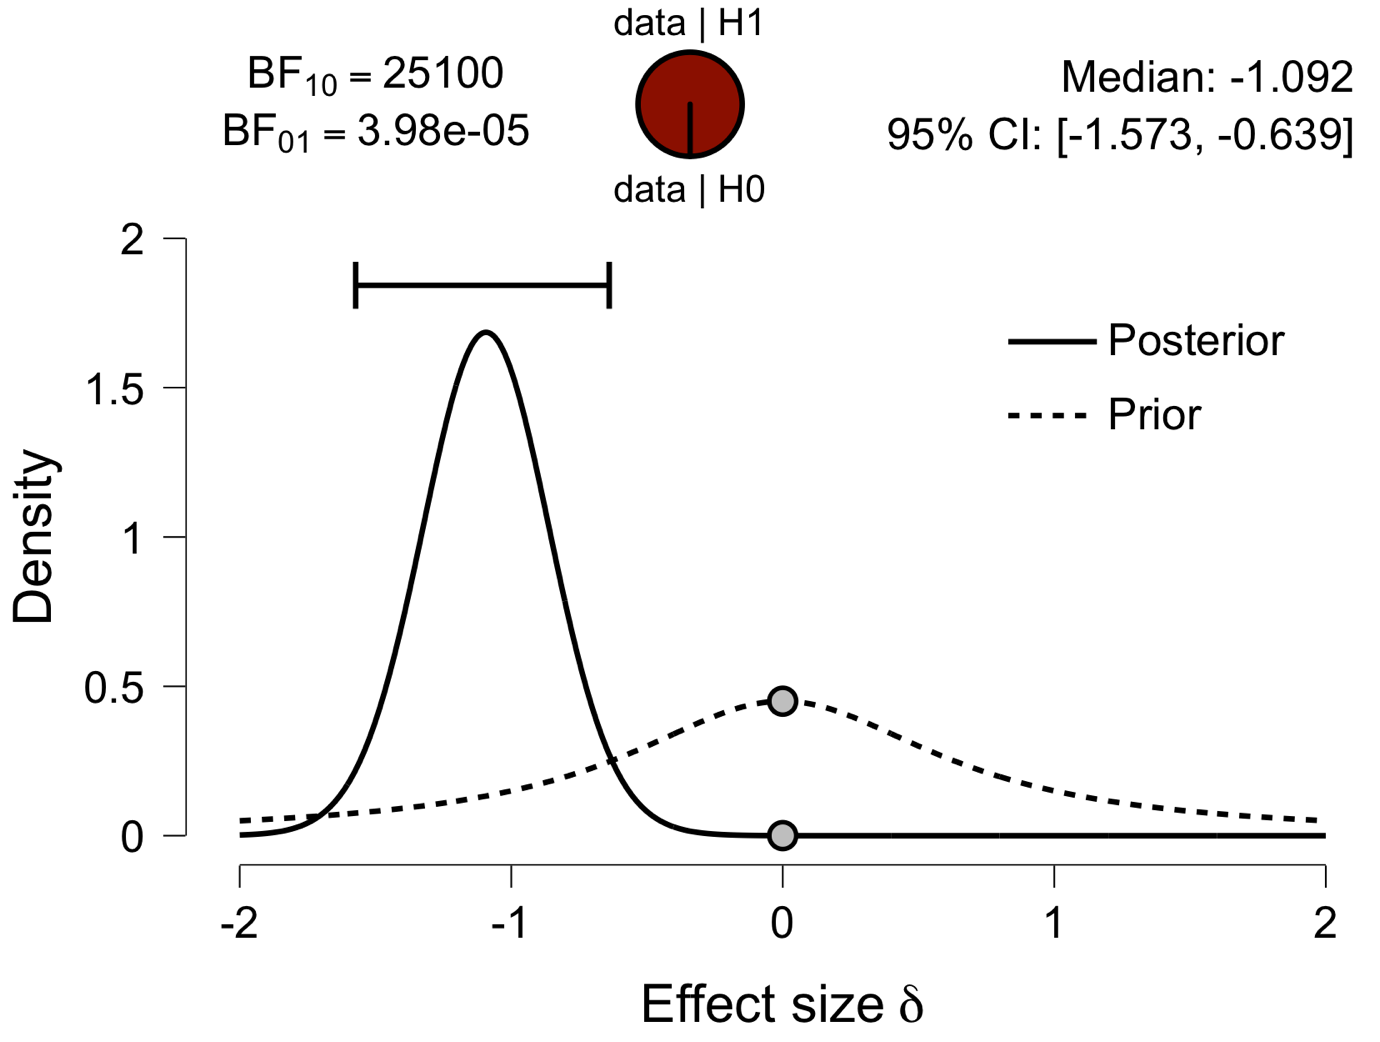 data | H1
BF10 = 25100
BF01 = 3.98e-05
Median: -1.092
95% CI: [-1.573, -0.639]
data | H0
2
1.5
1
0.5
0
Density
Posterior
Prior
-2 -1 0 1 2
Effect size δ